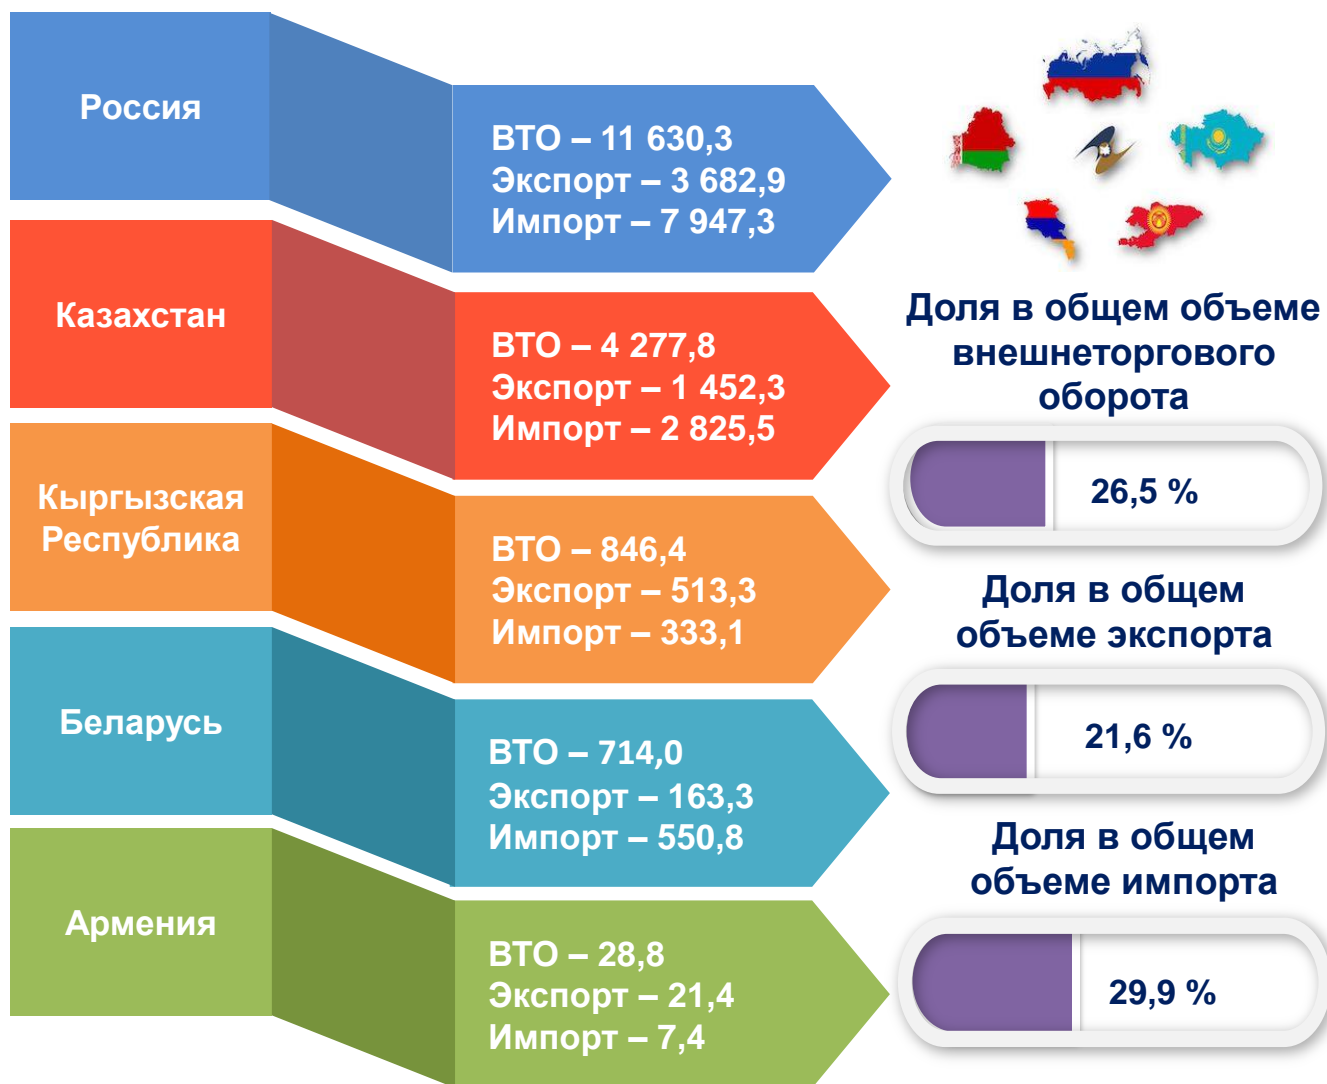 Россия
ВТО – 11 630,3
Экспорт – 3 682,9
Импорт – 7 947,3
Казахстан
ВТО – 4 277,8
Экспорт – 1 452,3
Импорт – 2 825,5
Кыргызская
Республика
ВТО – 846,4
Экспорт – 513,3
Импорт – 333,1
Беларусь
ВТО – 714,0
Экспорт – 163,3
Импорт – 550,8
Армения
ВТО – 28,8
Экспорт – 21,4
Импорт – 7,4
Доля в общем объеме
внешнеторгового
оборота
26,5 %
Доля в общем
объеме экспорта
21,6 %
Доля в общем
объеме импорта
29,9 %